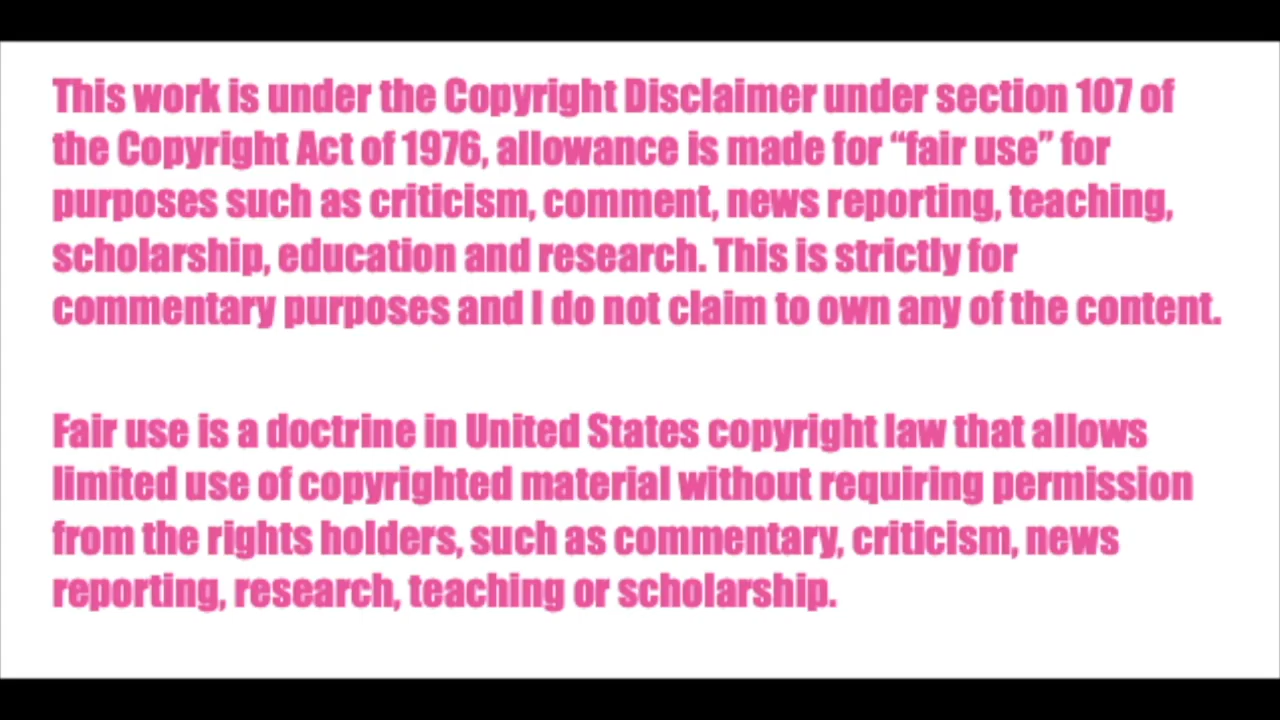 This work is under the Copyright Disclaimer under section 107 of
the Copyright Act of 1976, allowance is made for “fair use” for
purposes such as criticism, comment, news reporting, teaching,
scholarship, education and research. This is strictly for
commentary purposes and I do not claim to own any of the content.
Fair use is a doctrine in United States copyright law that allows
limited use of copyrighted material without requiring permission
from the rights holders, such as commentary, criticism, news
reporting, research, teaching or scholarship.